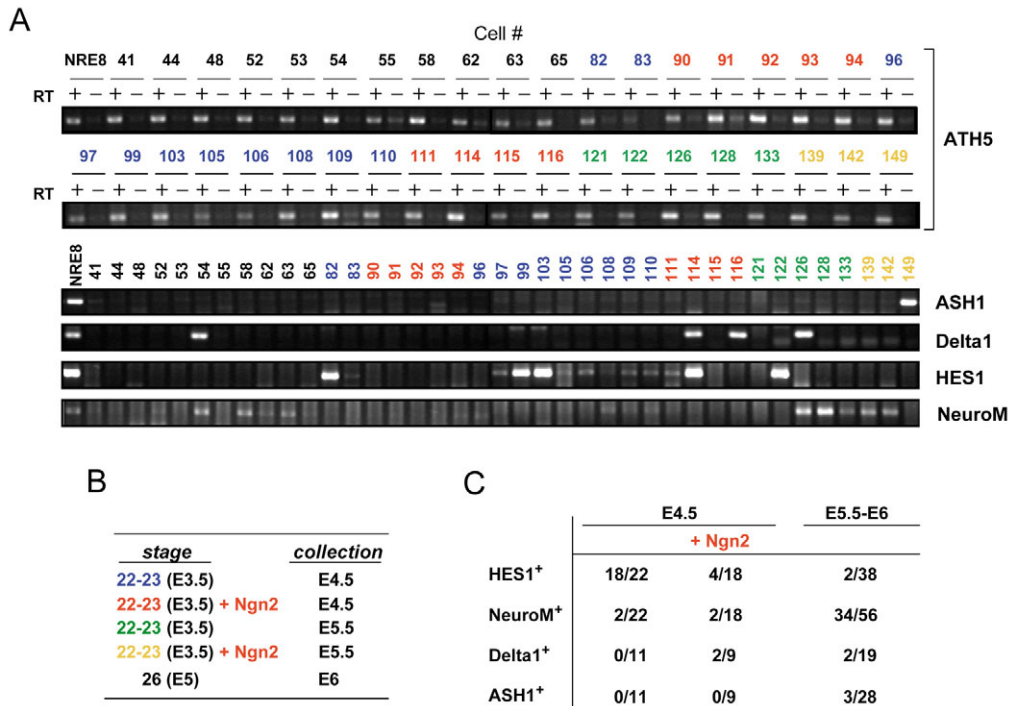 A
Cell #
NRE8 41 44 48 52 53 54 55 58 62 63 65 82 83 90 91 92 93 94 96
RT + − + − + − + − + − + − + − + − + − + − + − + − + − + − + − + − + − + − + − + −
ATH5
97 99 103 105 106 108 109 110 111 114 115 116 121 122 126 128 133 139 142 149
RT + − + − + − + − + − + − + − + − + − + − + − + − + − + − + − + − + − + − + − + −
NRE8 41 44 48 52 53 54 55 58 62 63 65 82 83 90 91 92 93 94 96 97 99 103 105 106 108 109 110 111 114 115 116 121 122 126 128 133 139 142 149
ASH1
Delta1
HES1
NeuroM
B
stage collection
22-23 (E3.5) E4.5
22-23 (E3.5) + Ngn2 E4.5
22-23 (E3.5) E5.5
22-23 (E3.5) + Ngn2 E5.5
26 (E5) E6
C
E4.5 E5.5-E6
+ Ngn2
HES1+ 18/22 4/18 2/38
NeuroM+ 2/22 2/18 34/56
Delta1+ 0/11 2/9 2/19
ASH1+ 0/11 0/9 3/28